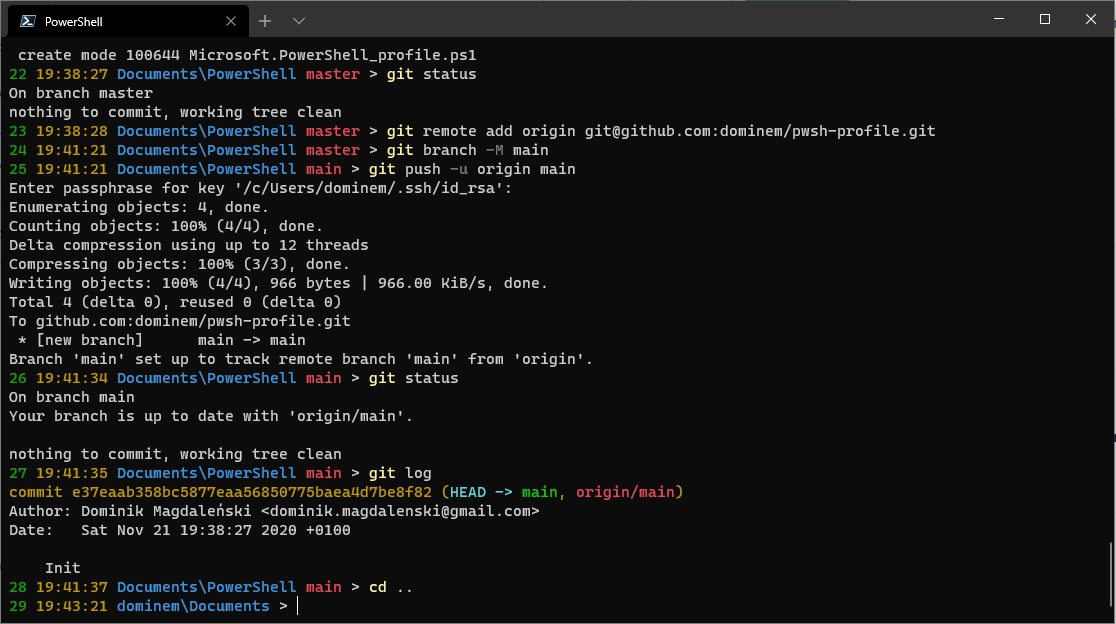 PowerShell
 create mode 100644 Microsoft.PowerShell_profile.ps1
22 19:38:27 Documents\PowerShell master > git status
On branch master
nothing to commit, working tree clean
23 19:38:28 Documents\PowerShell master > git remote add origin git@github.com:dominem/pwsh-profile.git
24 19:41:21 Documents\PowerShell master > git branch -M main
25 19:41:21 Documents\PowerShell main > git push -u origin main
Enter passphrase for key '/c/Users/dominem/.ssh/id_rsa':
Enumerating objects: 4, done.
Counting objects: 100% (4/4), done.
Delta compression using up to 12 threads
Compressing objects: 100% (3/3), done.
Writing objects: 100% (4/4), 966 bytes | 966.00 KiB/s, done.
Total 4 (delta 0), reused 0 (delta 0)
To github.com:dominem/pwsh-profile.git
 * [new branch]      main -> main
Branch 'main' set up to track remote branch 'main' from 'origin'.
26 19:41:34 Documents\PowerShell main > git status
On branch main
Your branch is up to date with 'origin/main'.

nothing to commit, working tree clean
27 19:41:35 Documents\PowerShell main > git log
commit e37eaab358bc5877eaa56850775baea4d7be8f82 (HEAD -> main, origin/main)
Author: Dominik Magdaleński <dominik.magdalenski@gmail.com>
Date:   Sat Nov 21 19:38:27 2020 +0100

    Init
28 19:41:37 Documents\PowerShell main > cd ..
29 19:43:21 dominem\Documents >